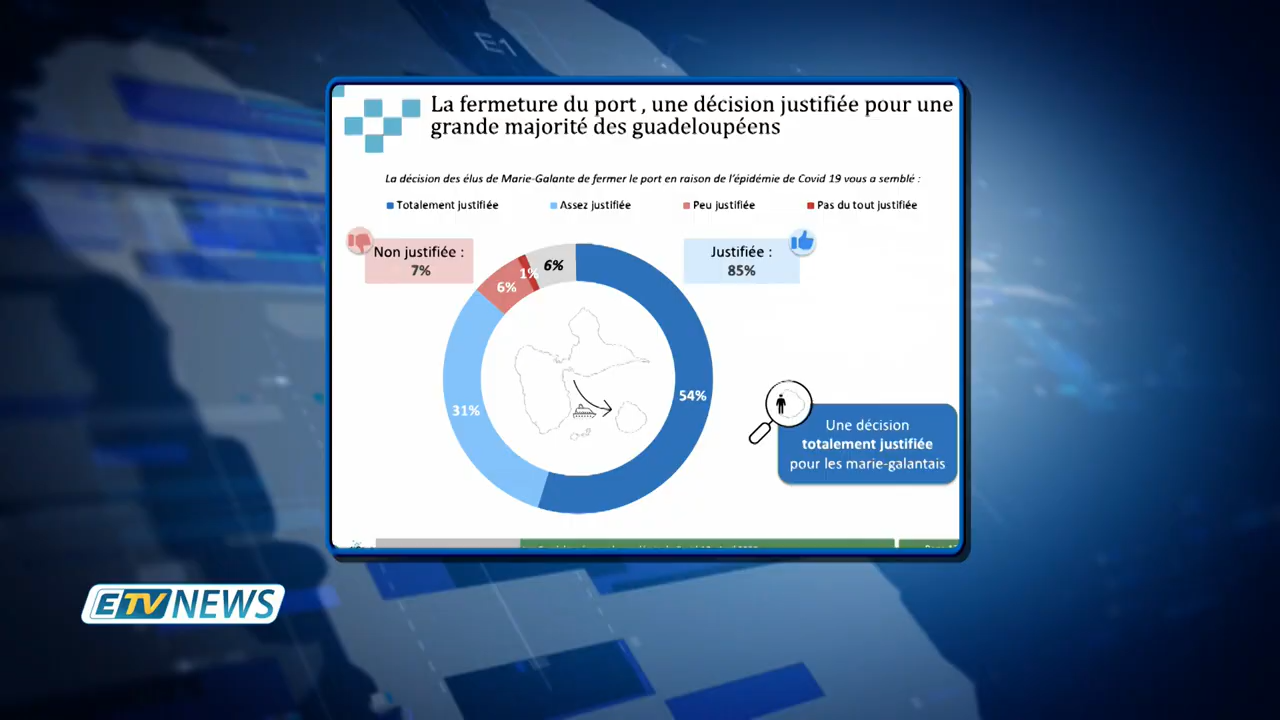 E1
La fermeture du port , une décision justifiée pour une
grande majorité des guadeloupéens
La décision des élus de Marie-Galante de fermer le port en raison de l'épidémie de Covid 19 vous a semblé :
Totalement justifiée
Assez justifiée
Peu justifiée
Pas du tout justifiée
Non justifiée :
7%
Justifiée :
85%
6%
1%
6%
31%
54%
Une décision
totalement justifiée
pour les marie-galantais
ETV NEWS